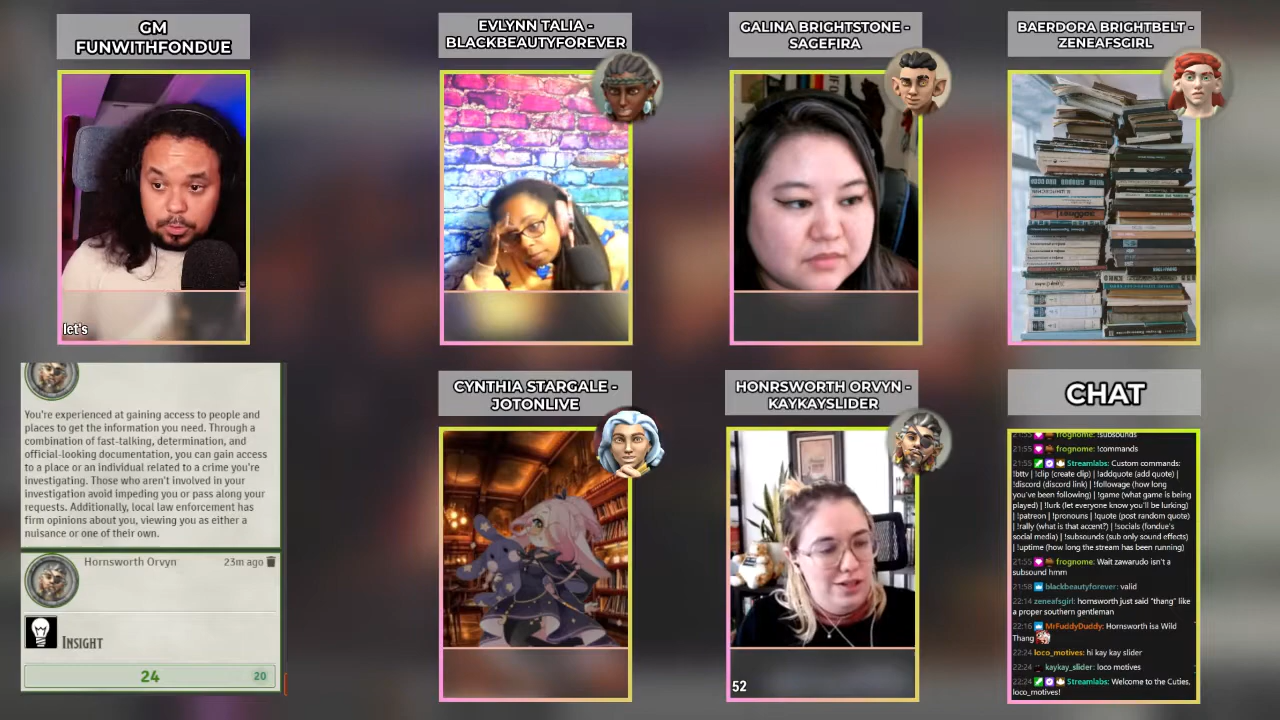 GM
FUNWITHFONDUE
EVLYNN TALIA -
BLACKBEAUTYFOREVER
GALINA BRIGHTSTONE -
SAGEFIRA
BAERDORA BRIGHTBELT -
ZENEAFSGIRL
let's
You're experienced at gaining access to people and
places to get the information you need. Through a
combination of fast-talking, determination, and
official-looking documentation, you can gain access
to a place or an individual related to a crime you're
investigating. Those who aren't involved in your
investigation avoid impeding you or pass along your
requests. Additionally, local law enforcement has
firm opinions about you, viewing you as either a
nuisance or one of their own.
Hornsworth Orvyn 23m ago
INSIGHT
24 20
CYNTHIA STARGALE -
JOTONLIVE
HONRSWORTH ORVYN -
KAYKAYSLIDER
52
CHAT
21:55 frogname: !subsounds
21:55 frogname: !commands
21:55 Streamlabs: Custom commands:
!bttv | !clip (create clip) | !addquote (add quote) |
!discord (discord link) | !followage (how long
you've been following) | !game (what game is being
played) | !lurk (let everyone know you'll be lurking)
| !patreon | !pronouns | !quote (post random quote)
| !rally (what is that accent?) | !socials (fondue's
social media) | !subsounds (sub only sound effects)
| !uptime (how long the stream has been running)
21:55 frogname: Wait zawarudo isn't a
subsound hmm
21:58 blackbeautyforever: valid
22:14 zeneafsgirl: hornsworth just said "thang" like
a proper southern gentleman
22:16 MrFuddyDuddy: Hornsworth isa Wild
Thang
22:24 loco_motives: hi kay kay slider
22:24 kaykay_slider: loco motives
22:24 Streamlabs: Welcome to the Cuties,
loco_motives!